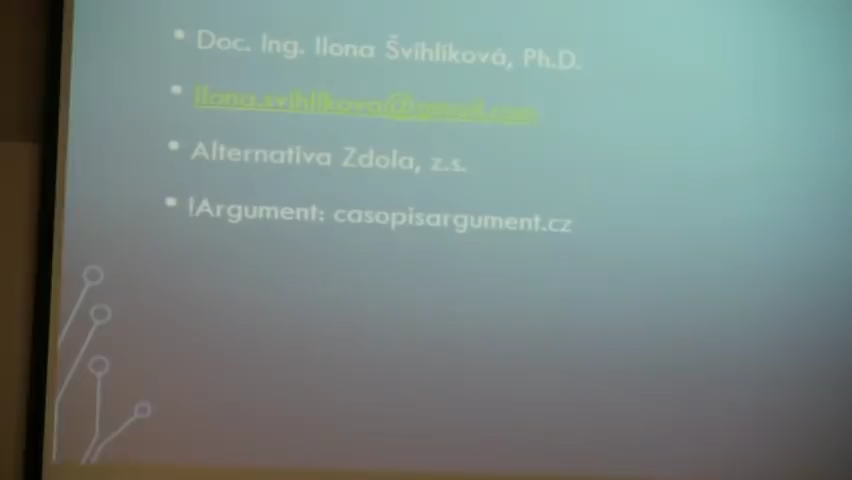 • Doc. Ing. Ilona Švihlíková, Ph.D.
• Ilona.svihlikova@gmail.com
• Alternativa Zdola, z.s.
• !Argument: casopisargument.cz